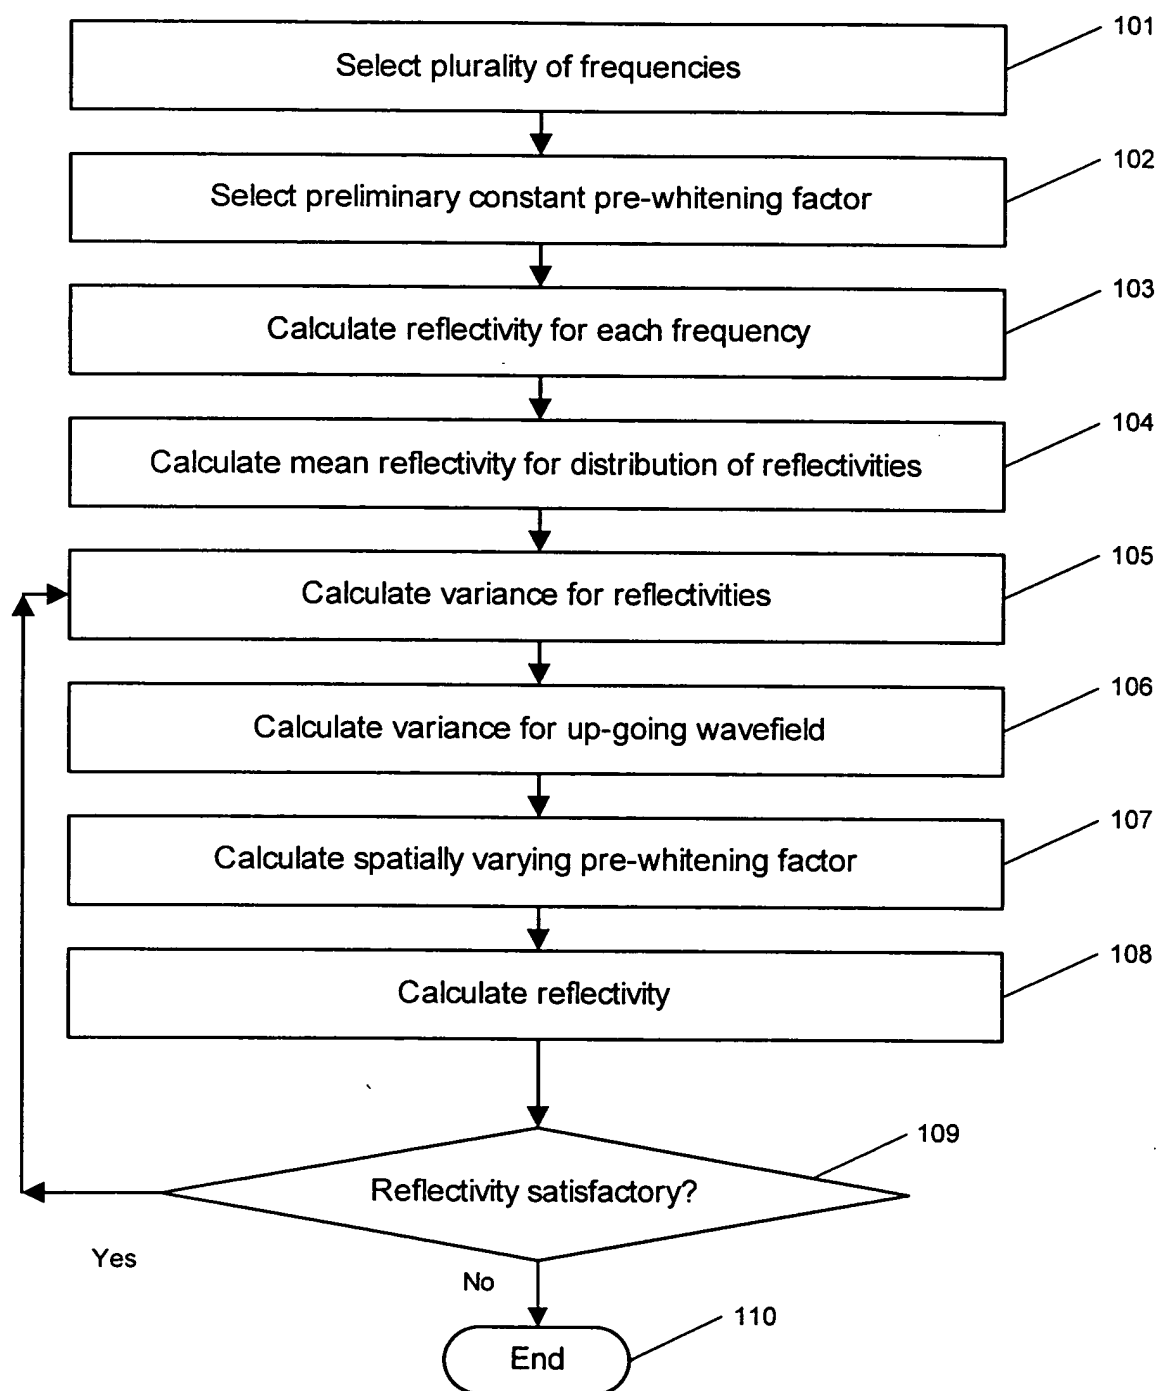 101
Select plurality of frequencies
102
Select preliminary constant pre-whitening factor
103
Calculate reflectivity for each frequency
104
Calculate mean reflectivity for distribution of reflectivities
105
Calculate variance for reflectivities
106
Calculate variance for up-going wavefield
107
Calculate spatially varying pre-whitening factor
108
Calculate reflectivity
109
Reflectivity satisfactory?
Yes
No
110
End